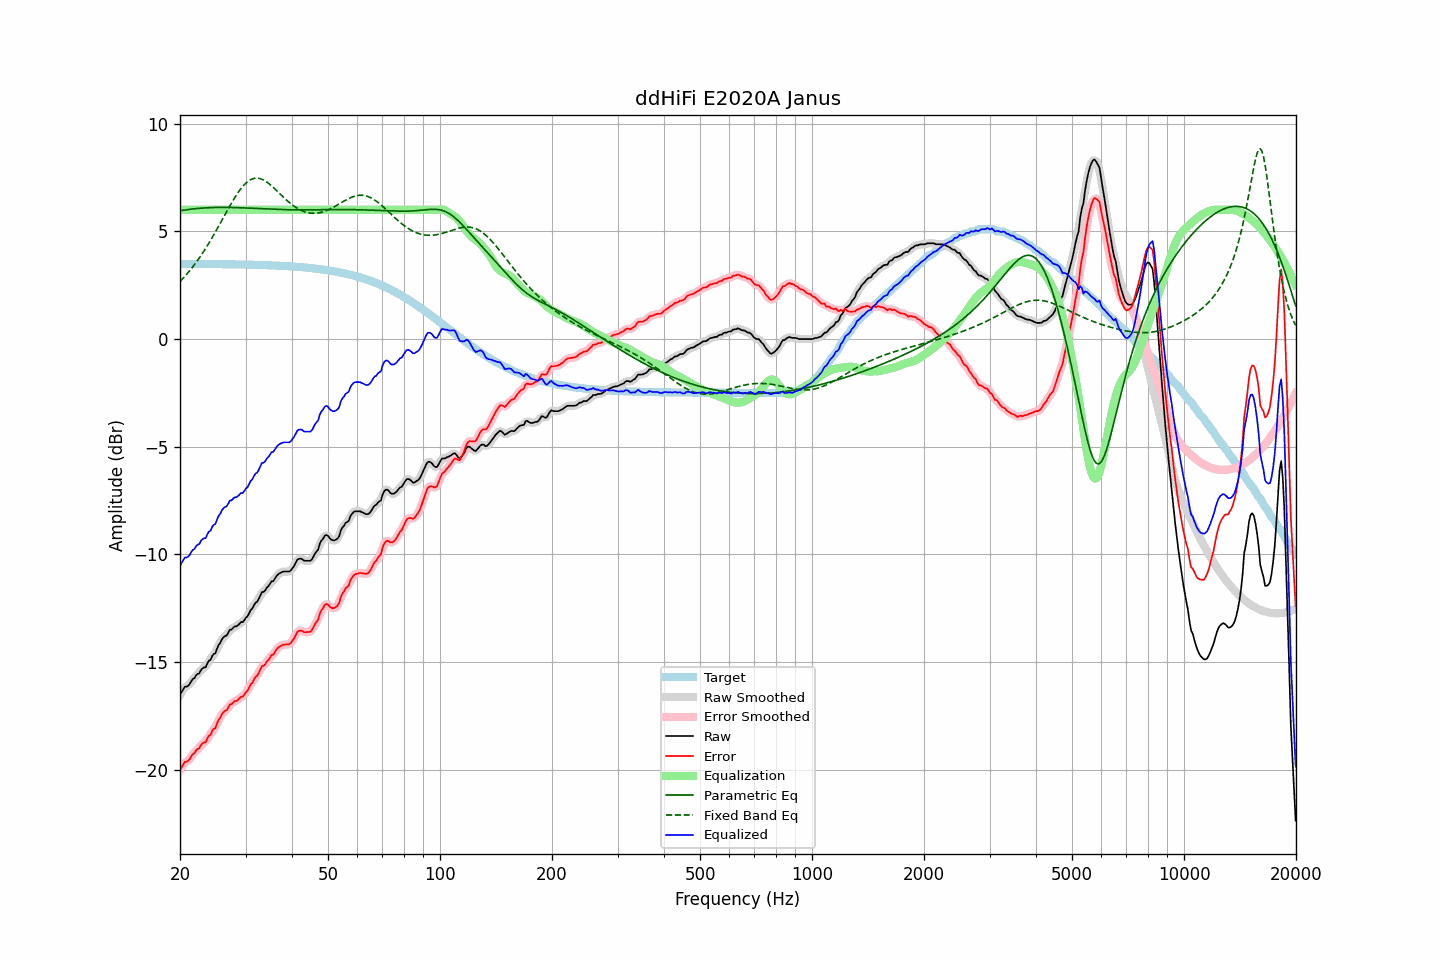 ddHiFi E2020A Janus
Amplitude (dBr)
10
5
0
−5
−10
−15
−20
Target
Raw Smoothed
Error Smoothed
Raw
Error
Equalization
Parametric Eq
Fixed Band Eq
Equalized
20 50 100 200 500 1000 2000 5000 10000 20000
Frequency (Hz)